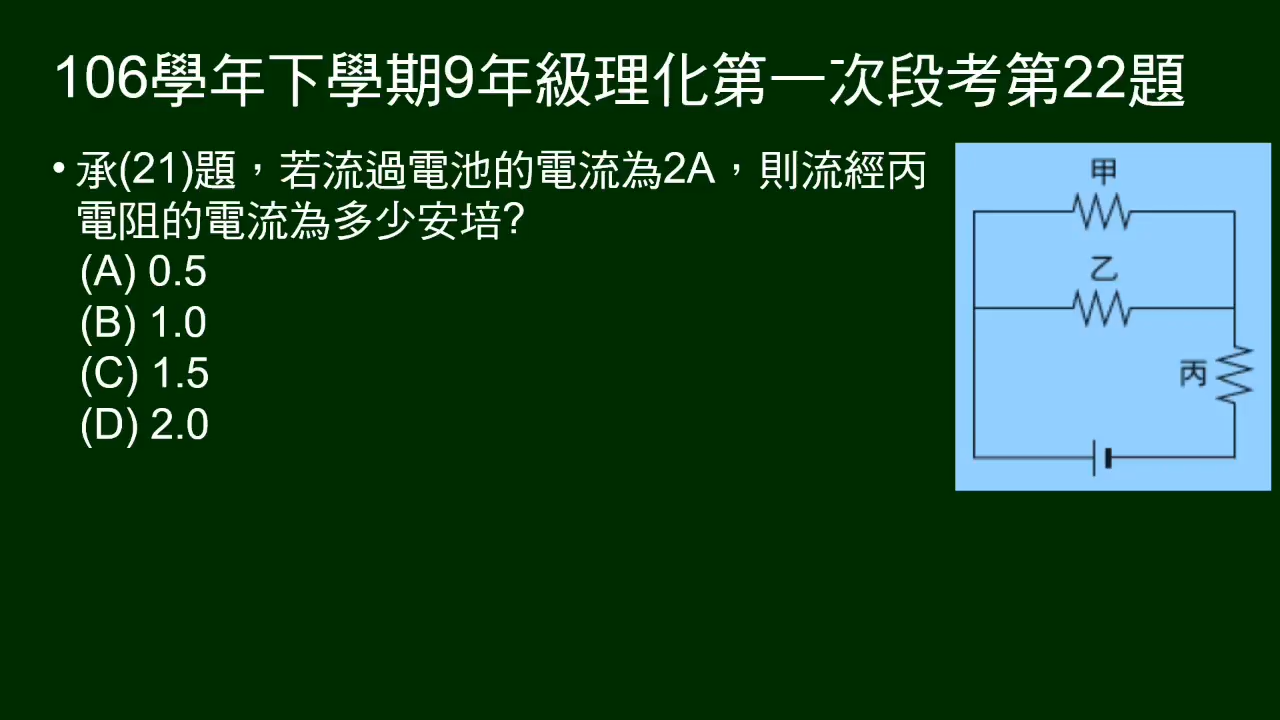 106學年下學期9年級理化第一次段考第22題
• 承(21)題，若流過電池的電流為2A，則流經丙
電阻的電流為多少安培?
(A) 0.5
(B) 1.0
(C) 1.5
(D) 2.0
甲
乙
丙